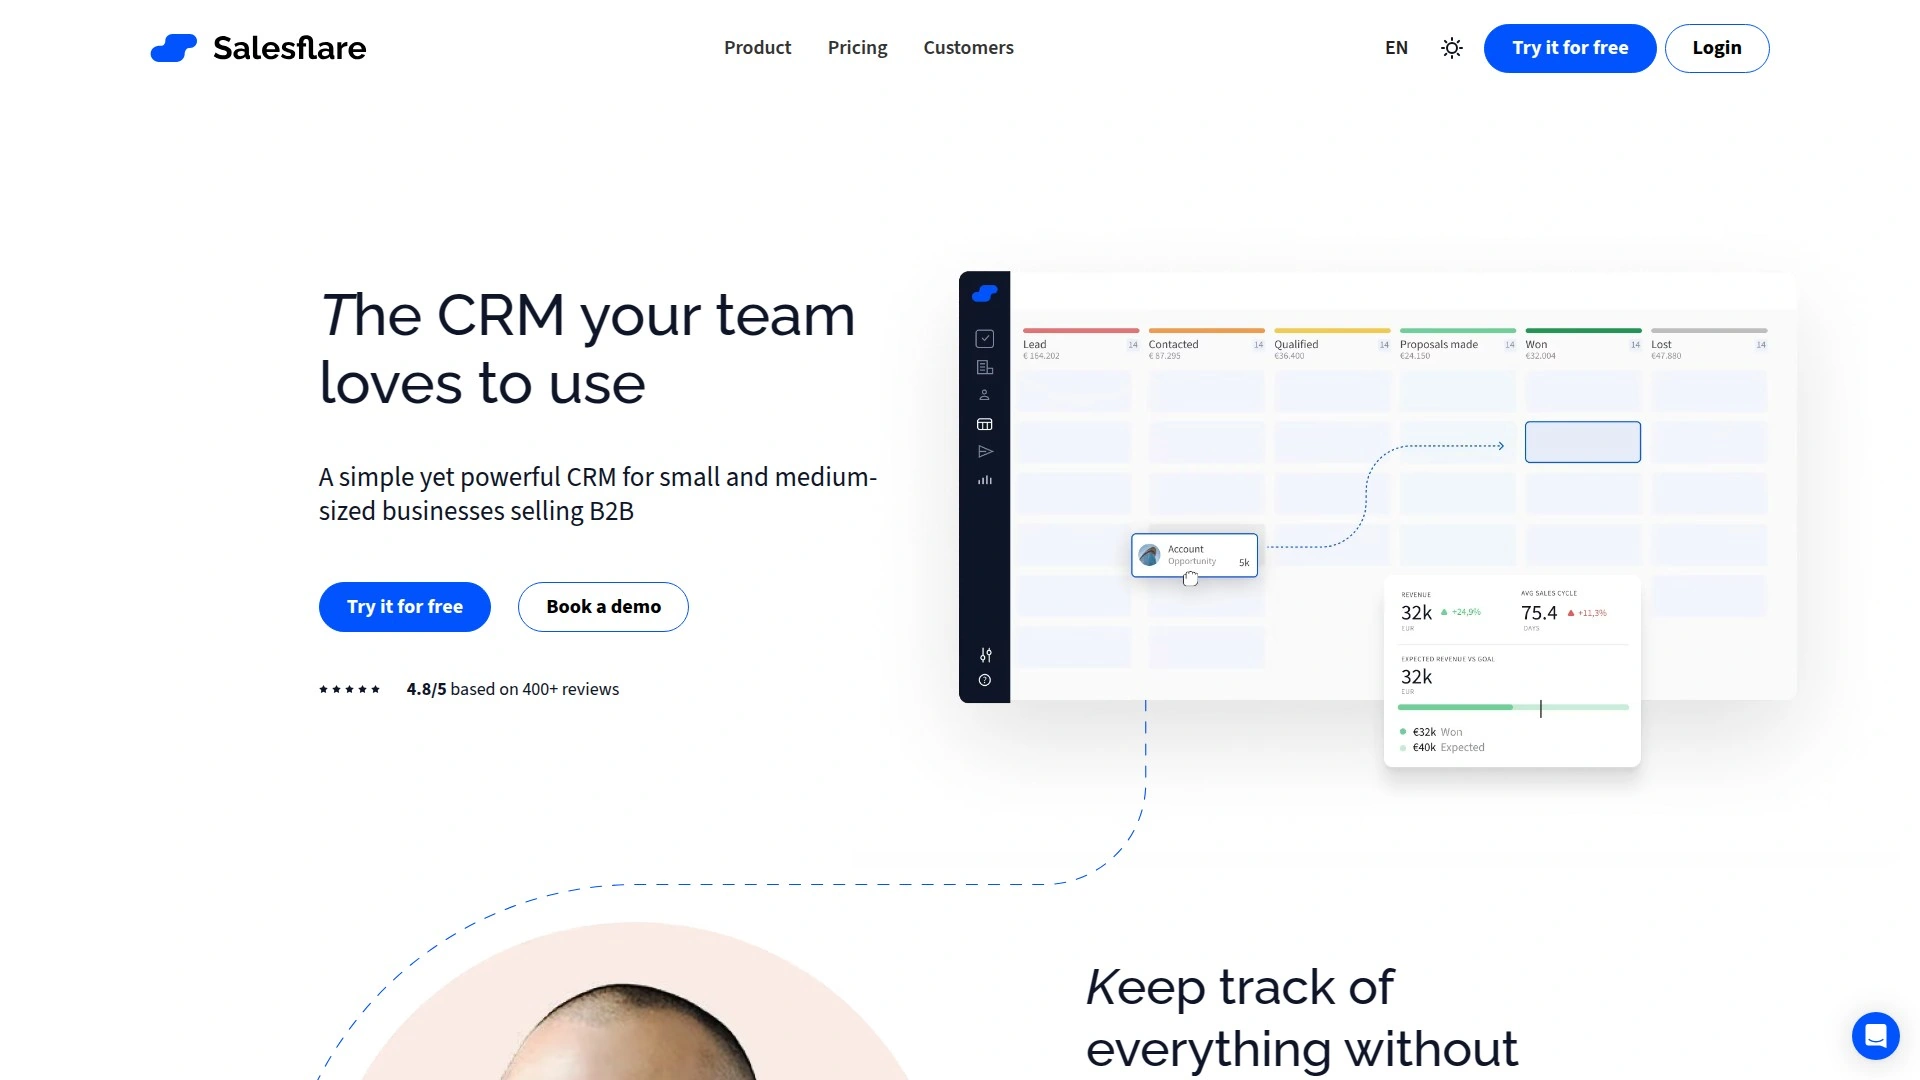 Salesflare
Product Pricing Customers
EN
Try it for free
Login
The CRM your team
loves to use
A simple yet powerful CRM for small and medium-
sized businesses selling B2B
Try it for free
Book a demo
4.8/5 based on 400+ reviews
Lead 14
€ 164.202
Contacted 14
€ 87.295
Qualified 14
€36.400
Proposals made 14
€24.150
Won 14
€32.004
Lost 14
€47.880
Account
Opportunity
5k
REVENUE
32k +24,9%
EUR
AVG SALES CYCLE
75.4 +11,3%
DAYS
EXPECTED REVENUE VS GOAL
32k
EUR
€32k Won
€40k Expected
Keep track of
everything without